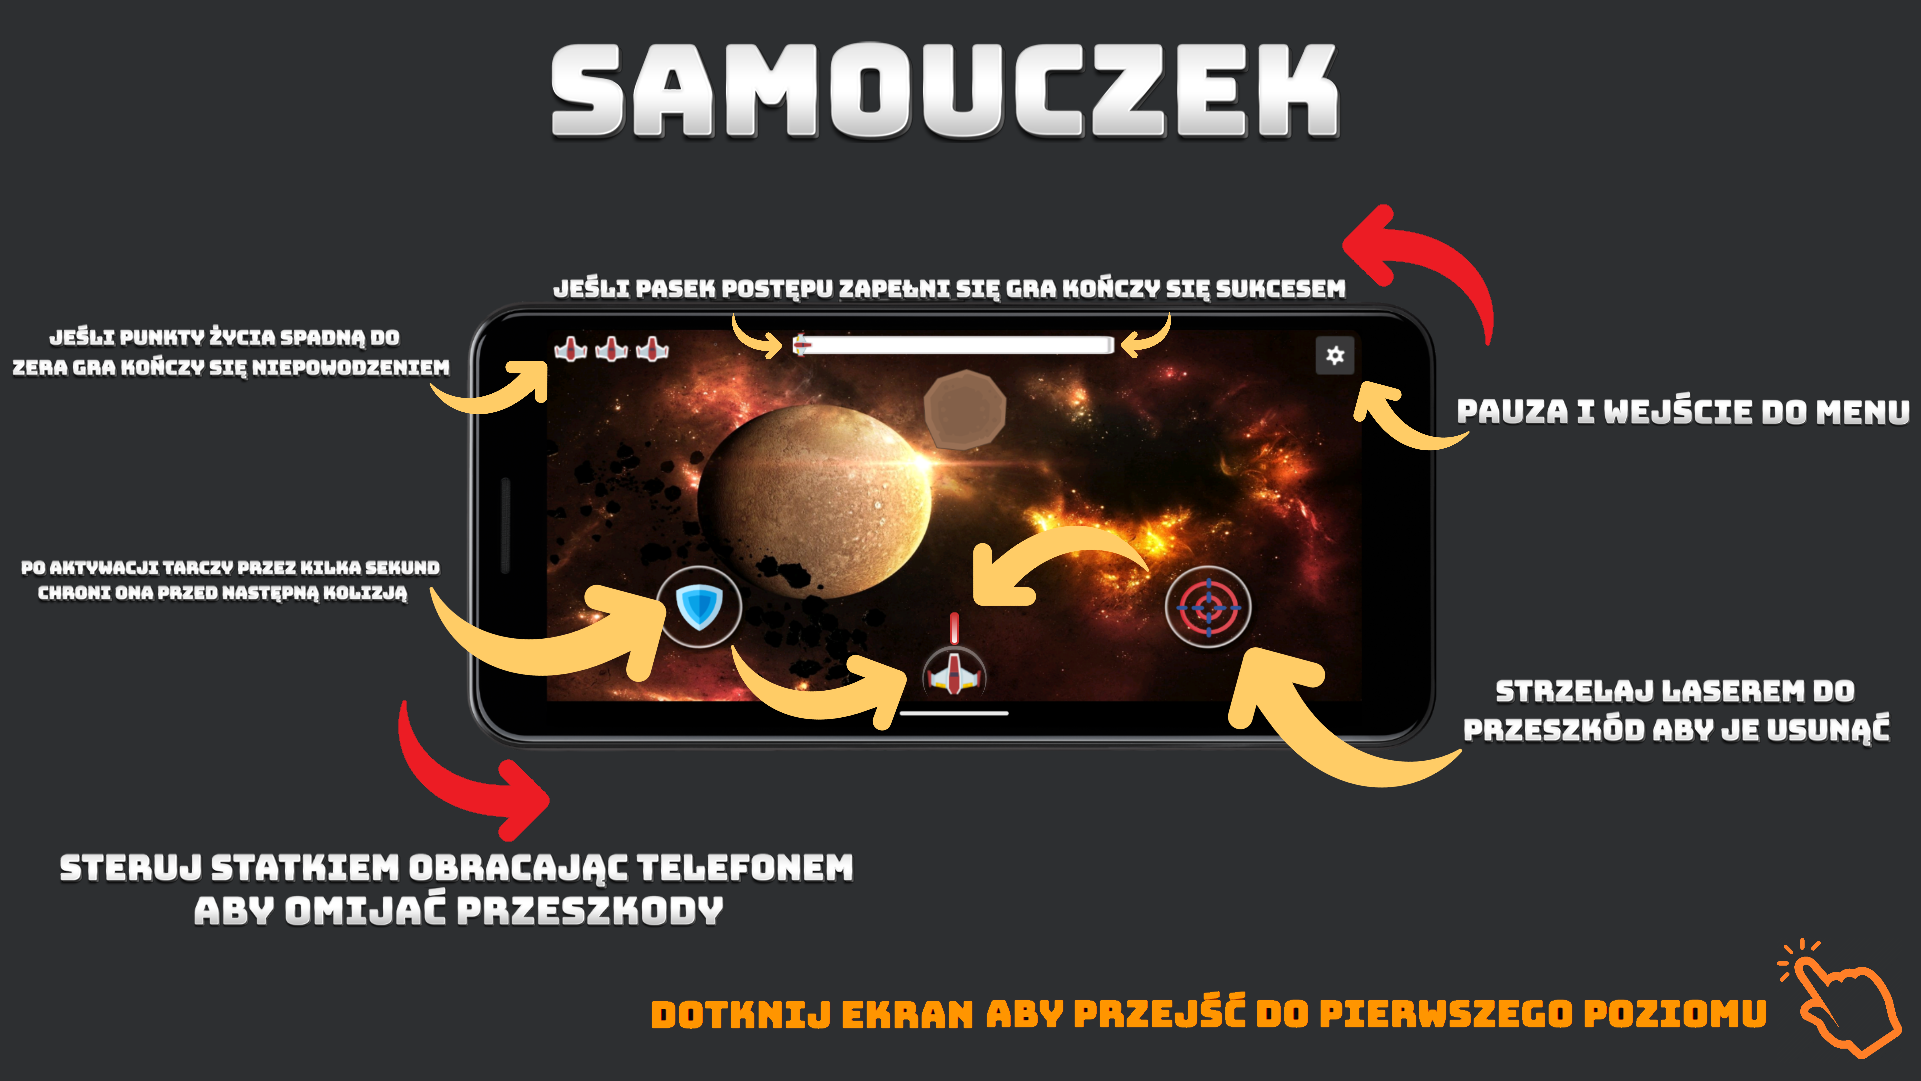 SAMOUCZEK
JEŚLI PASEK POSTĘPU ZAPEŁNI SIĘ GRA KOŃCZY SIĘ SUKCESEM
JEŚLI PUNKTY ŻYCIA SPADNĄ DO
ZERA GRA KOŃCZY SIĘ NIEPOWODZENIEM
PAUZA I WEJŚCIE DO MENU
PO AKTYWACJI TARCZY PRZEZ KILKA SEKUND
CHRONI ONA PRZED NASTĘPNĄ KOLIZJĄ
STRZELAJ LASEREM DO
PRZESZKÓD ABY JE USUNĄĆ
STERUJ STATKIEM OBRACAJĄC TELEFONEM
ABY OMIJAĆ PRZESZKODY
DOTKNIJ EKRAN ABY PRZEJŚĆ DO PIERWSZEGO POZIOMU